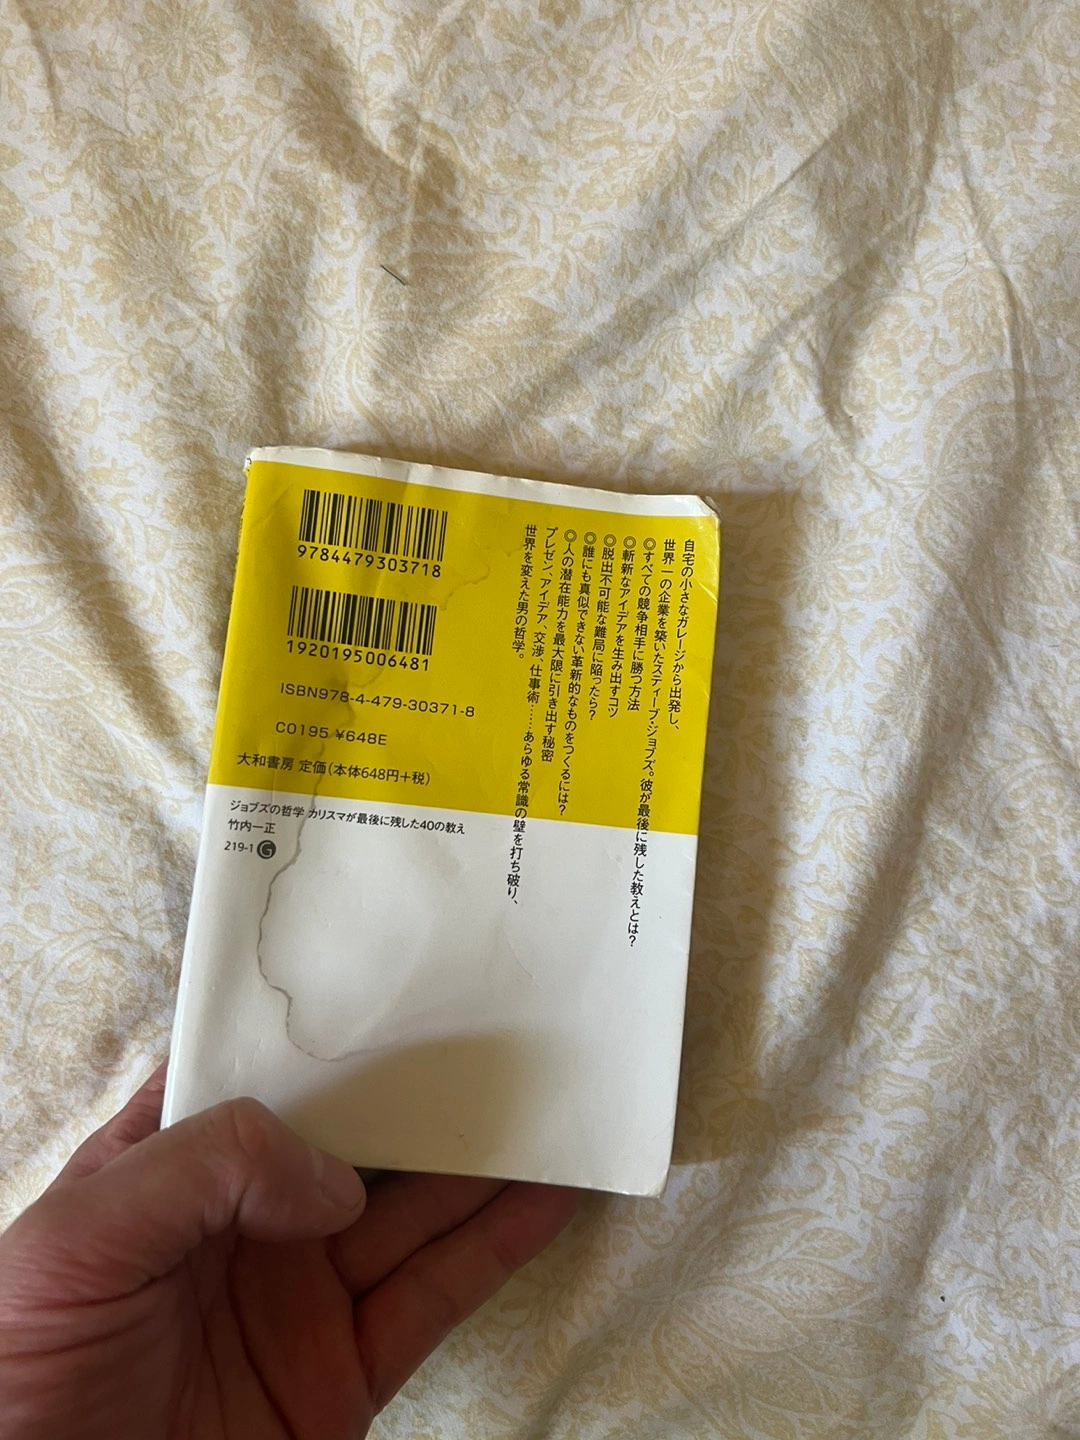 9784479303718
1920195006481
ISBN978-4-479-30371-8
C0195 ¥648E
大和書房 定価(本体648円+税)
ジョブズの哲学 カリスマが最後に残した40の教え
竹内一正
219-1 G
自宅の小さなガレージから出発し、
世界一の企業を築いたスティーブ・ジョブズ。彼が最後に残した教えとは?
◎すべての競争相手に勝つ方法
◎斬新なアイデアを生み出すコツ
◎脱出不可能な難局に陥ったら?
◎誰にも真似できない革新的なものをつくるには?
◎人の潜在能力を最大限に引き出す秘密
プレゼン、アイデア、交渉、仕事術……あらゆる常識の壁を打ち破り、
世界を変えた男の哲学。